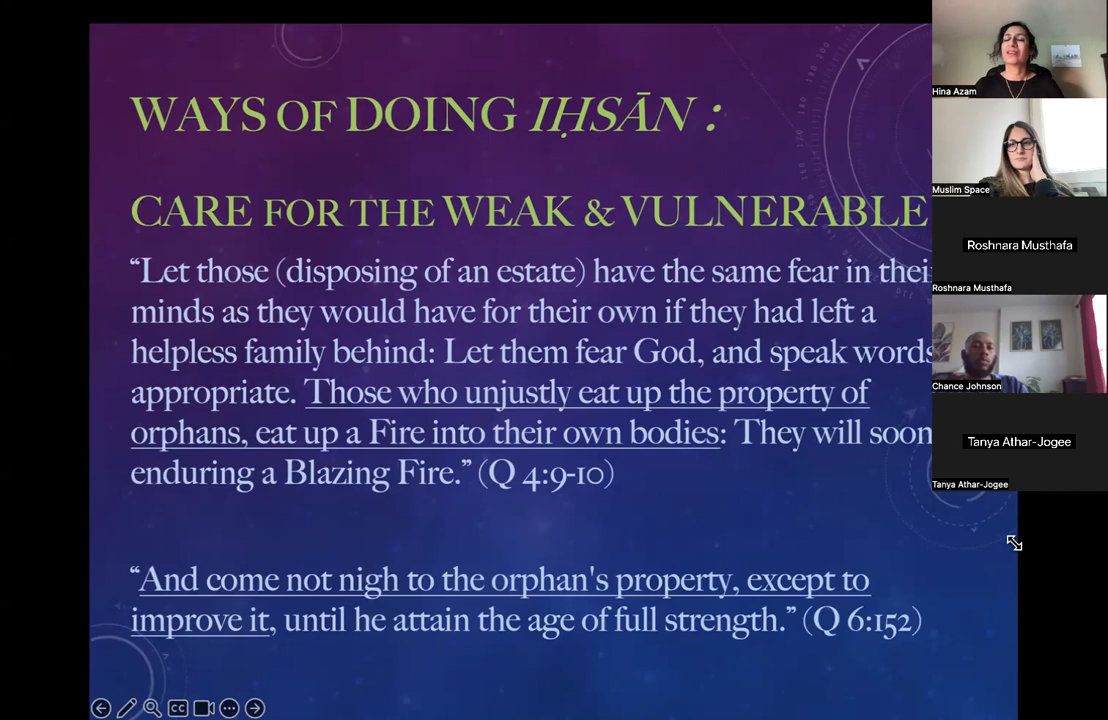 WAYS OF DOING IḤSĀN :
CARE FOR THE WEAK & VULNERABLE
“Let those (disposing of an estate) have the same fear in thei
minds as they would have for their own if they had left a
helpless family behind: Let them fear God, and speak words
appropriate. Those who unjustly eat up the property of
orphans, eat up a Fire into their own bodies: They will soon
enduring a Blazing Fire.” (Q 4:9-10)
“And come not nigh to the orphan's property, except to
improve it, until he attain the age of full strength.” (Q 6:152)
CC
Hina Azam
Muslim Space
Roshnara Musthafa
Roshnara Musthafa
Chance Johnson
Tanya Athar-Jogee
Tanya Athar-Jogee